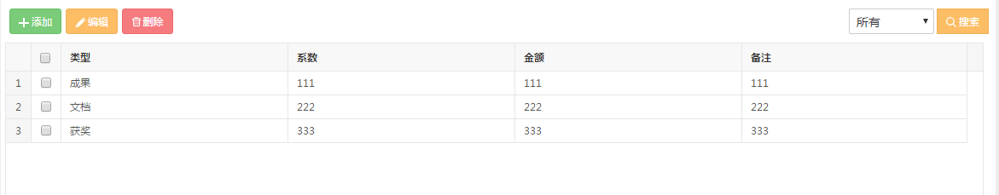 添加 编辑 删除 所有 搜索
类型 系数 金额 备注
1 成果 111 111 111
2 文档 222 222 222
3 获奖 333 333 333